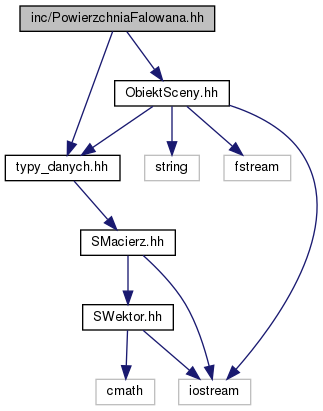 inc/PowierzchniaFalowana.hh
ObiektSceny.hh
typy_danych.hh
string
fstream
SMacierz.hh
SWektor.hh
cmath
iostream